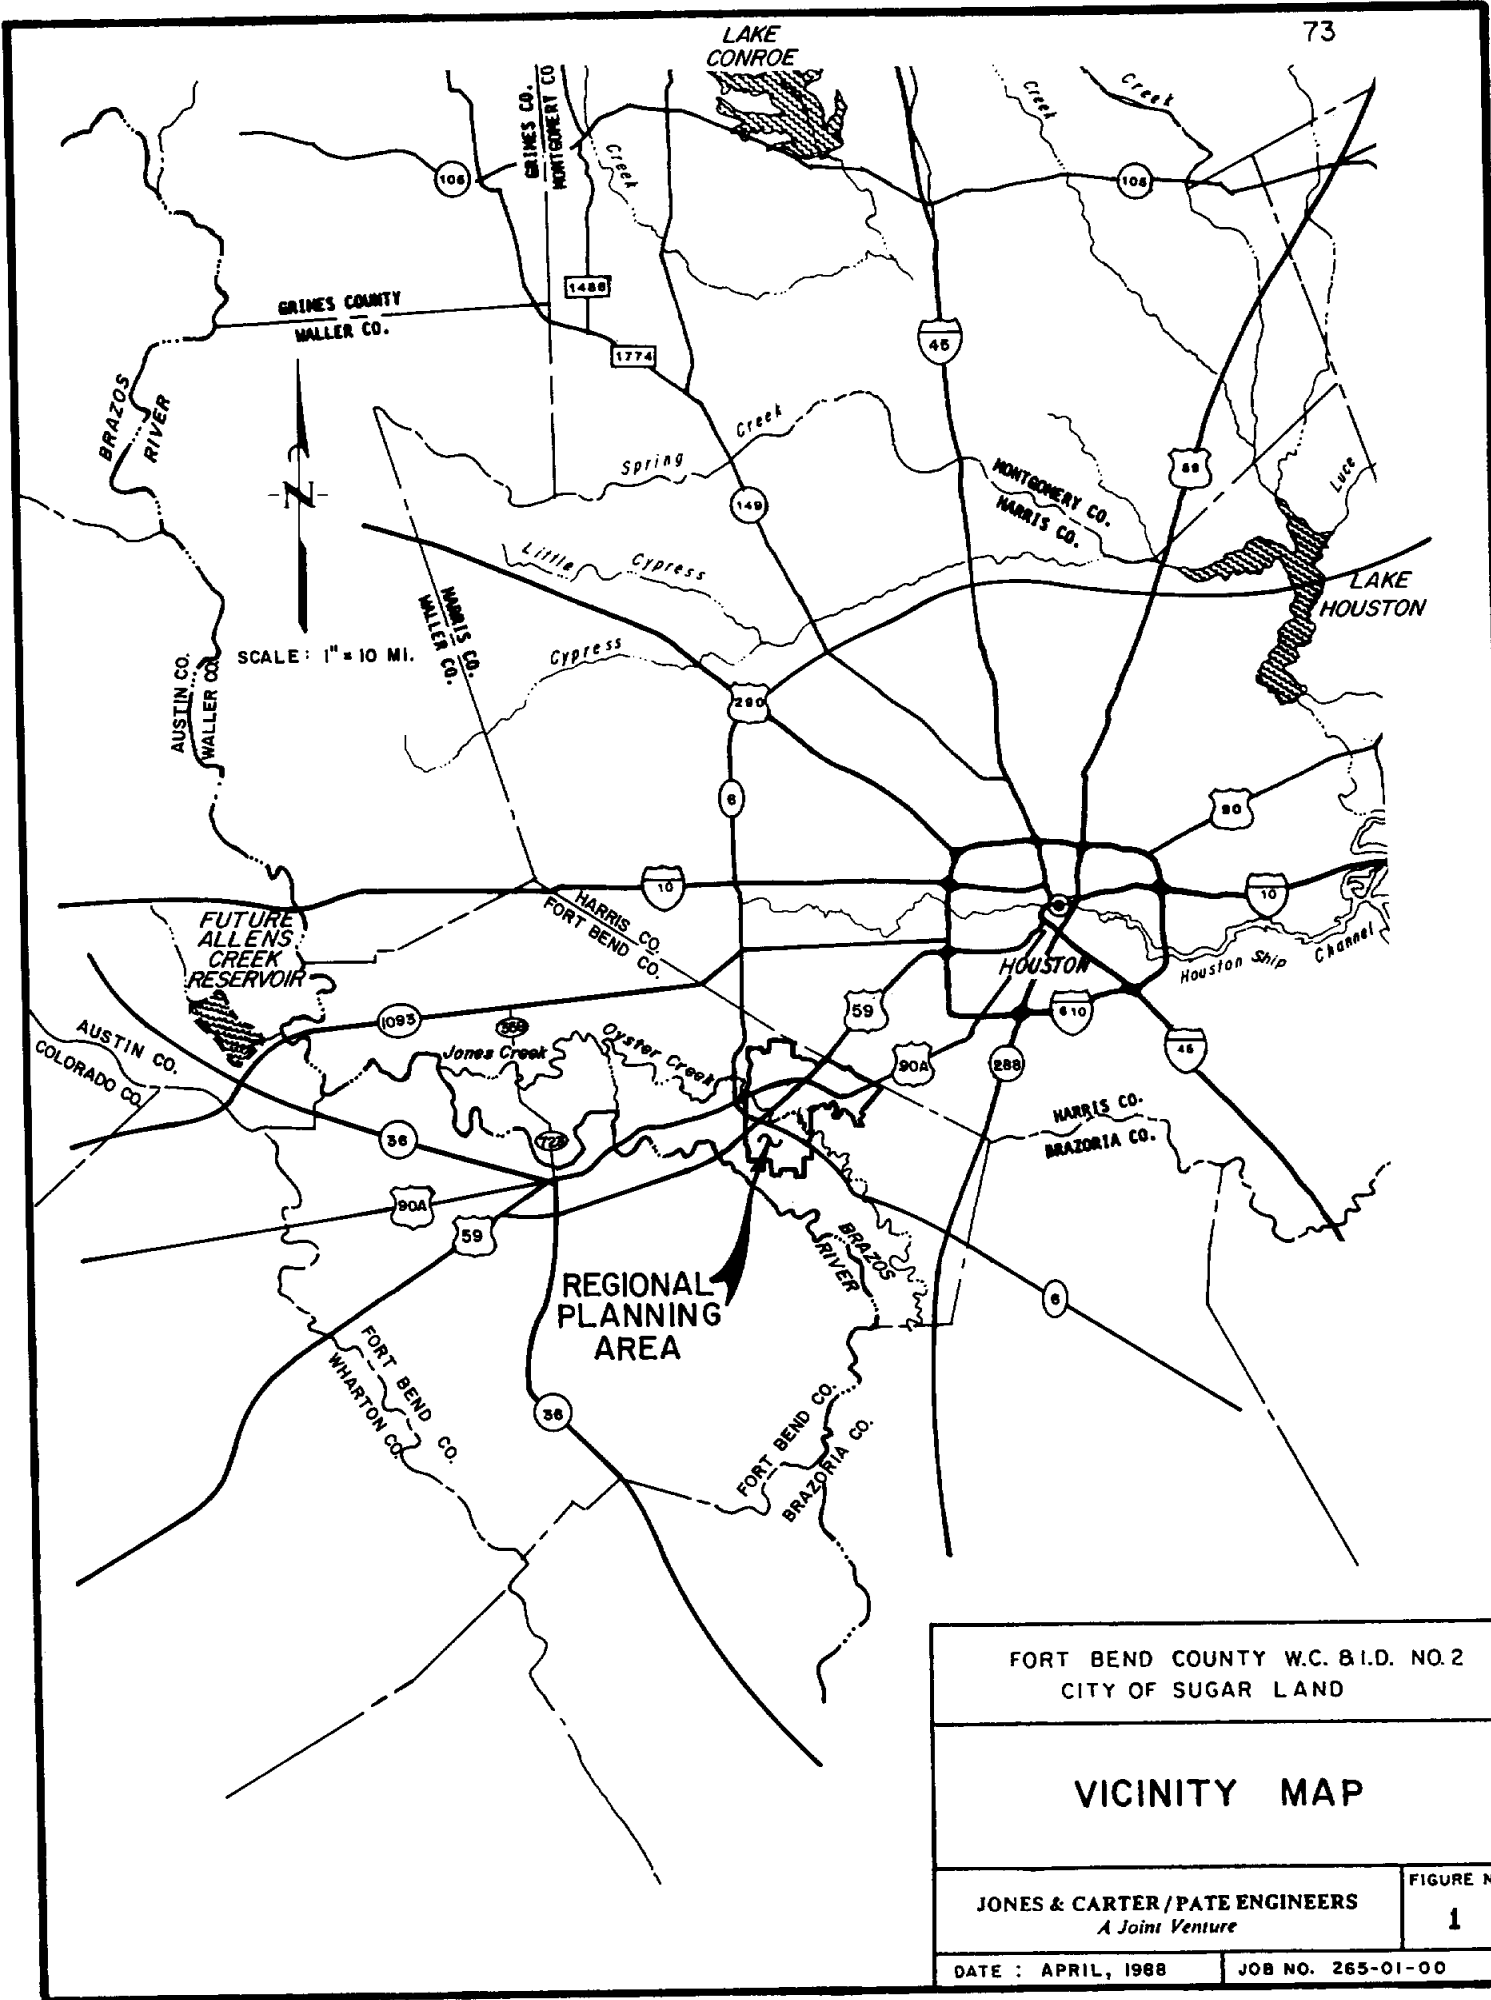 73
LAKE
CONROE
Creek
Creek
GRIMES CO.
MONTGOMERY CO
Creek
105
105
1486
GRIMES COUNTY
WALLER CO.
1774
45
BRAZOS
RIVER
Spring
Creek
N
149
MONTGOMERY CO.
HARRIS CO.
59
Luce
Little
Cypress
LAKE
HOUSTON
HARRIS CO.
WALLER CO.
SCALE: 1" = 10 MI.
Cypress
AUSTIN CO.
WALLER CO.
290
6
90
10
10
HARRIS CO.
FORT BEND CO.
FUTURE
ALLENS
CREEK
RESERVOIR
HOUSTON
Houston Ship
Channel
1093
359
59
610
AUSTIN CO.
COLORADO CO.
Jones Creek
Oyster Creek
90A
288
45
HARRIS CO.
BRAZORIA CO.
36
723
90A
59
BRAZOS
RIVER
REGIONAL
PLANNING
AREA
6
FORT BEND CO.
WHARTON CO.
36
FORT BEND CO.
BRAZORIA CO.
FORT BEND COUNTY W.C. & I.D. NO. 2
CITY OF SUGAR LAND
VICINITY MAP
JONES & CARTER / PATE ENGINEERS
A Joint Venture
FIGURE N
1
DATE : APRIL, 1988
JOB NO. 265-01-00